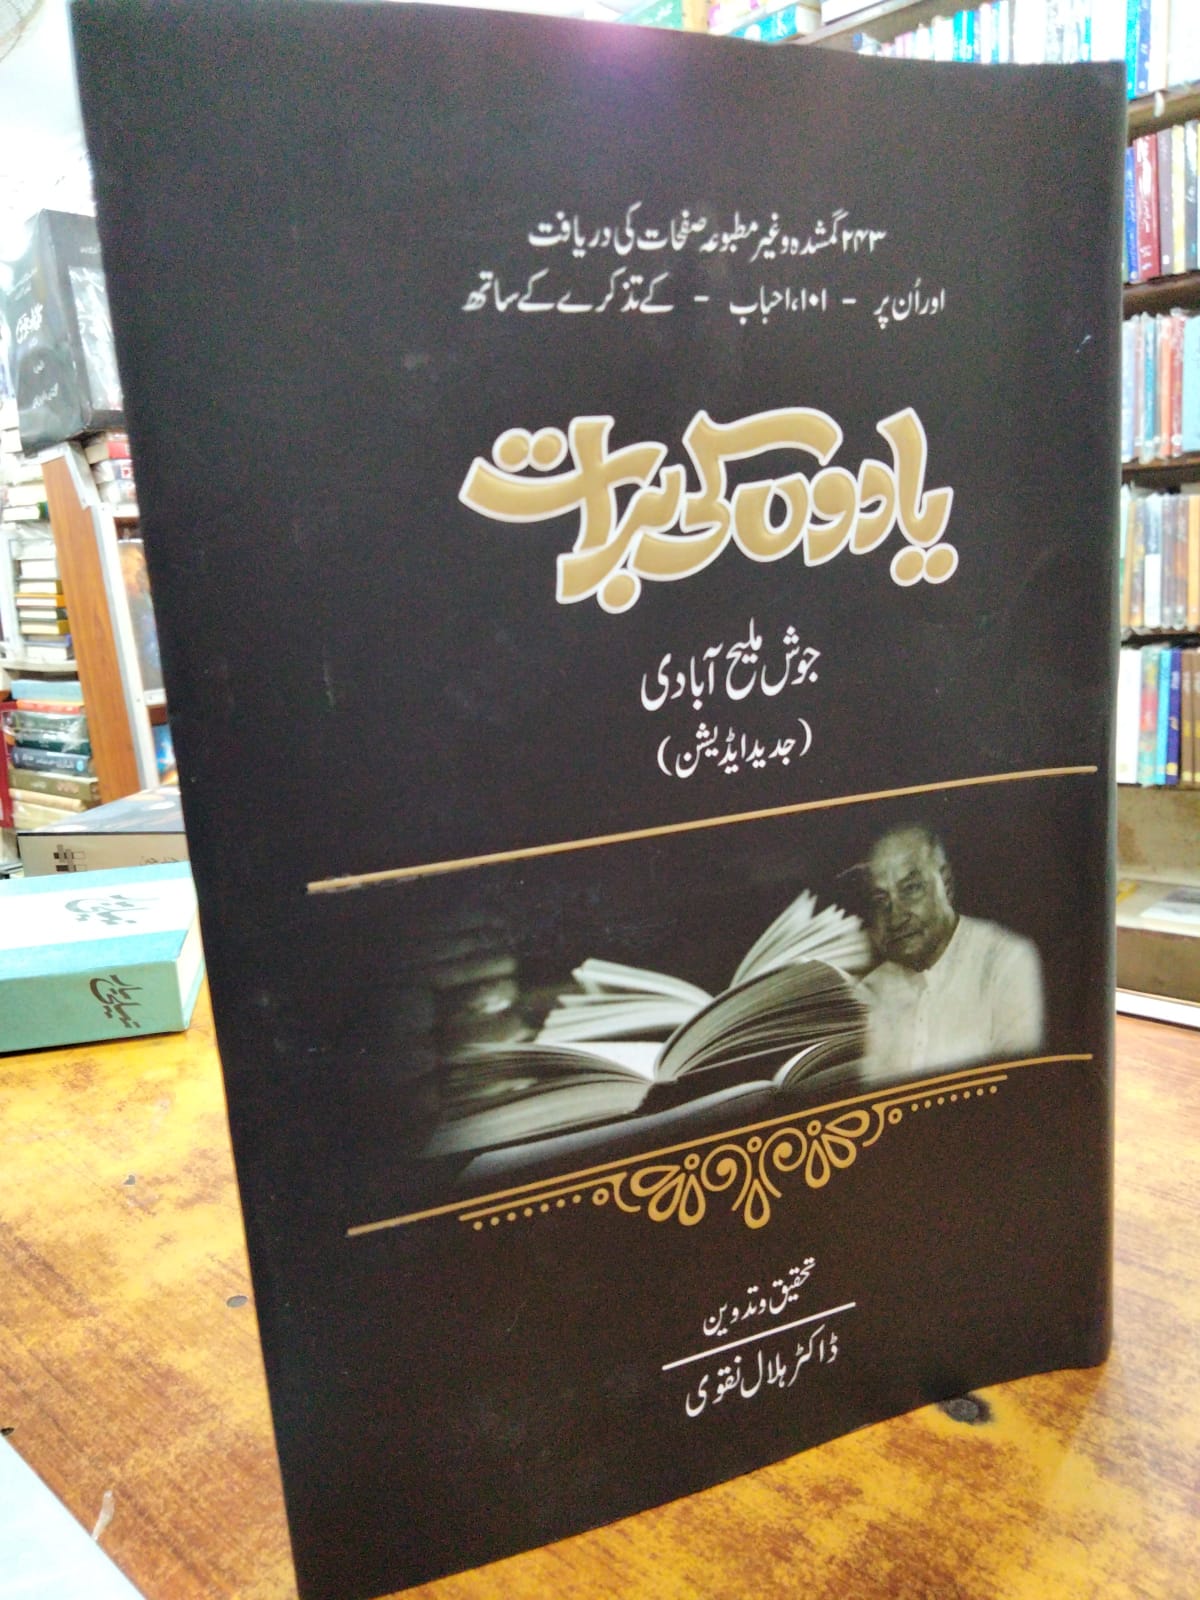 ۲۴۳ گمشدہ و غیر مطبوعہ صفحات کی دریافت
اور اُن پر - ۱۰۱، احباب - کے تذکرے کے ساتھ
یادوں کی برات
جوش ملیح آبادی
(جدید ایڈیشن)
تحقیق و تدوین
ڈاکٹر ہلال نقوی